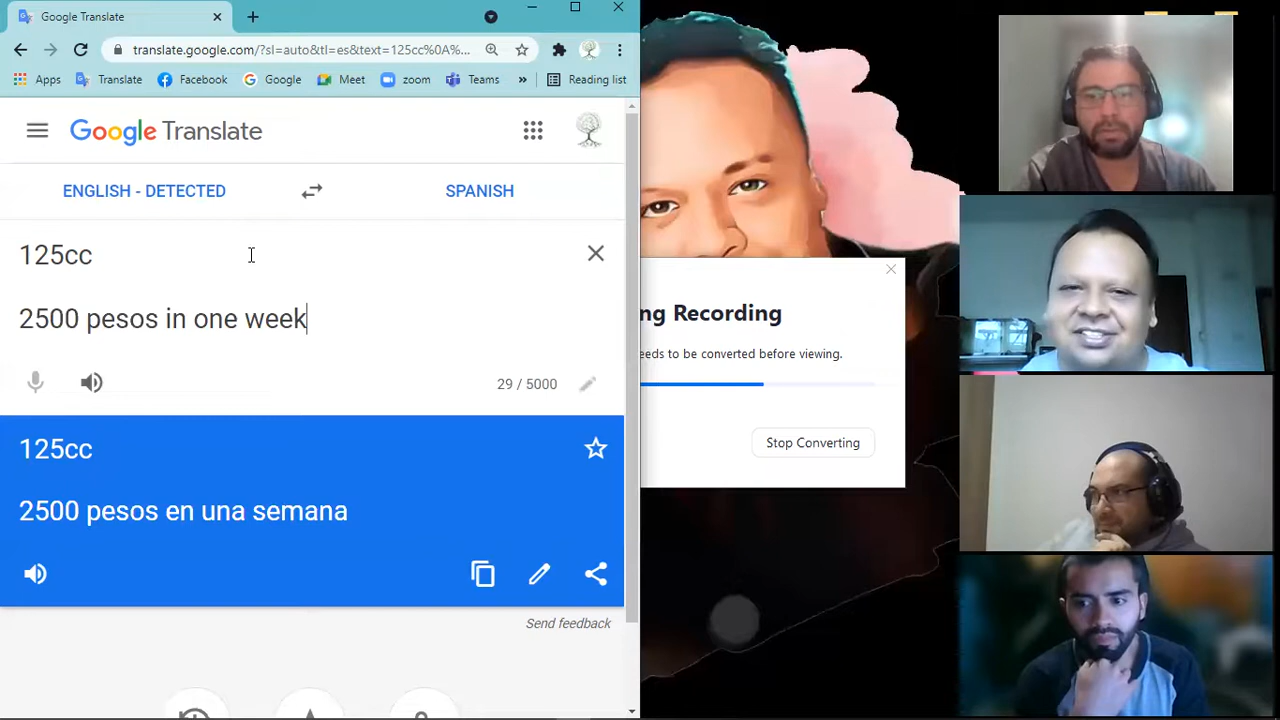 Google Translate
translate.google.com/?sl=auto&tl=es&text=125cc%0A%...
Apps Translate Facebook Google Meet zoom Teams » Reading list
Google Translate
ENGLISH - DETECTED SPANISH
125cc
2500 pesos in one week
29 / 5000
125cc
2500 pesos en una semana
Send feedback
ng Recording
eeds to be converted before viewing.
Stop Converting